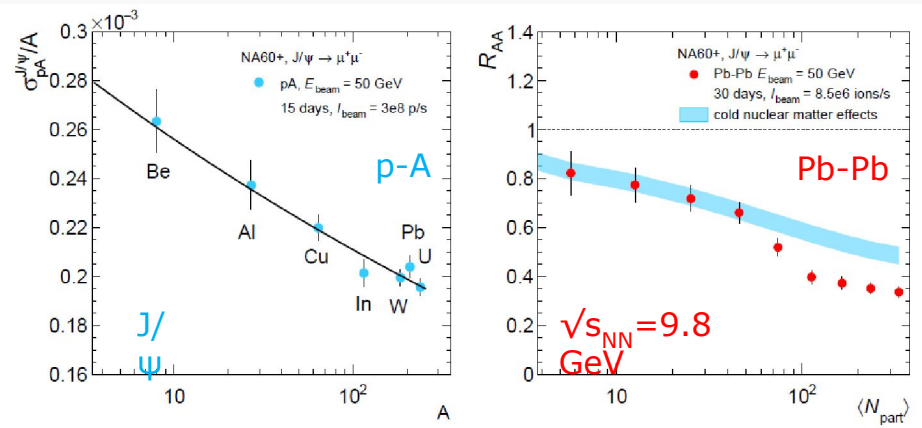 ×10⁻³
σ_pA^J/ψ/A
0.3
0.28
0.26
0.24
0.22
0.2
0.18
0.16
NA60+, J/ψ → μ⁺μ⁻
pA, E_beam = 50 GeV
15 days, I_beam = 3e8 p/s
p-A
Be
Al
Cu
In
W
Pb
U
J/
Ψ
10
10²
A
R_AA
1.4
1.2
1
0.8
0.6
0.4
0.2
0
NA60+, J/ψ → μ⁺μ⁻
Pb-Pb E_beam = 50 GeV
30 days, I_beam = 8.5e6 ions/s
cold nuclear matter effects
Pb-Pb
√s_NN=9.8
GeV
10
10²
⟨N_part⟩